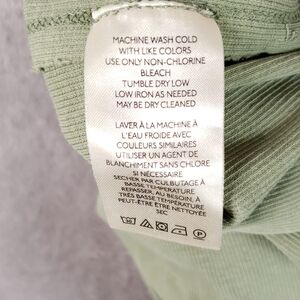 MACHINE WASH COLD
WITH LIKE COLORS
USE ONLY NON-CHLORINE
BLEACH
TUMBLE DRY LOW
LOW IRON AS NEEDED
MAY BE DRY CLEANED
LAVER À LA MACHINE À
L'EAU FROIDE AVEC
COULEURS SIMILAIRES
UTILISER UN AGENT DE
BLANCHIMENT SANS CHLORE
SI NÉCESSAIRE
SÉCHER PAR CULBUTAGE À
BASSE TEMPÉRATURE
REPASSER, AU BESOIN, À
TRÈS BASSE TEMPÉRATURE
PEUT-ÊTRE ÊTRE NETTOYÉE
SEC
P